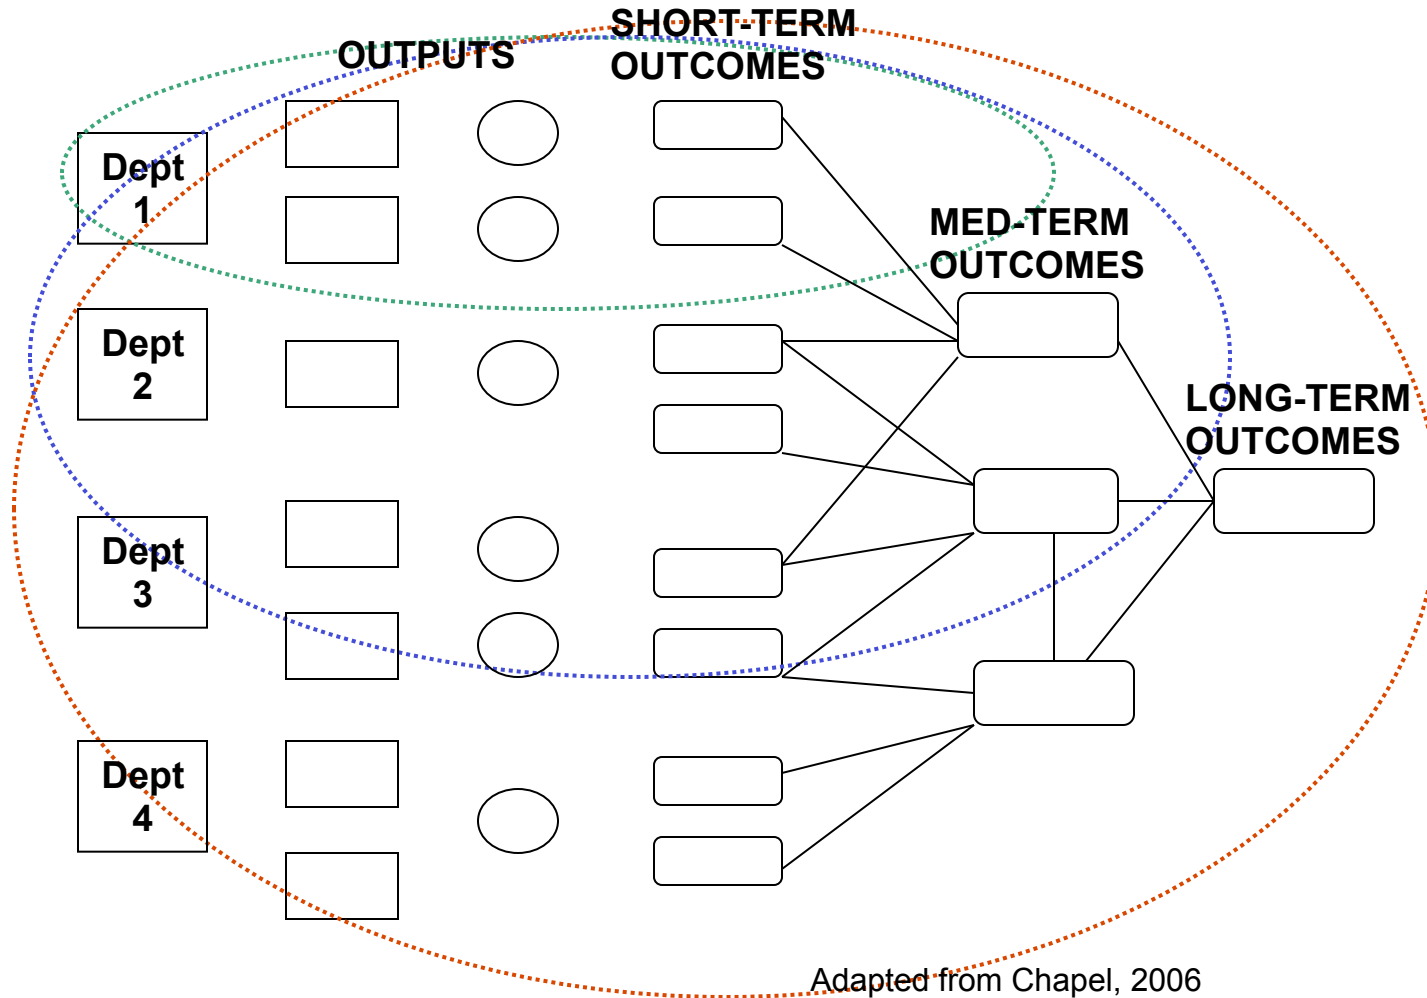 OUTPUTS
SHORT-TERM
OUTCOMES
Dept
1
MED-TERM
OUTCOMES
Dept
2
LONG-TERM
OUTCOMES
Dept
3
Dept
4
Adapted from Chapel, 2006